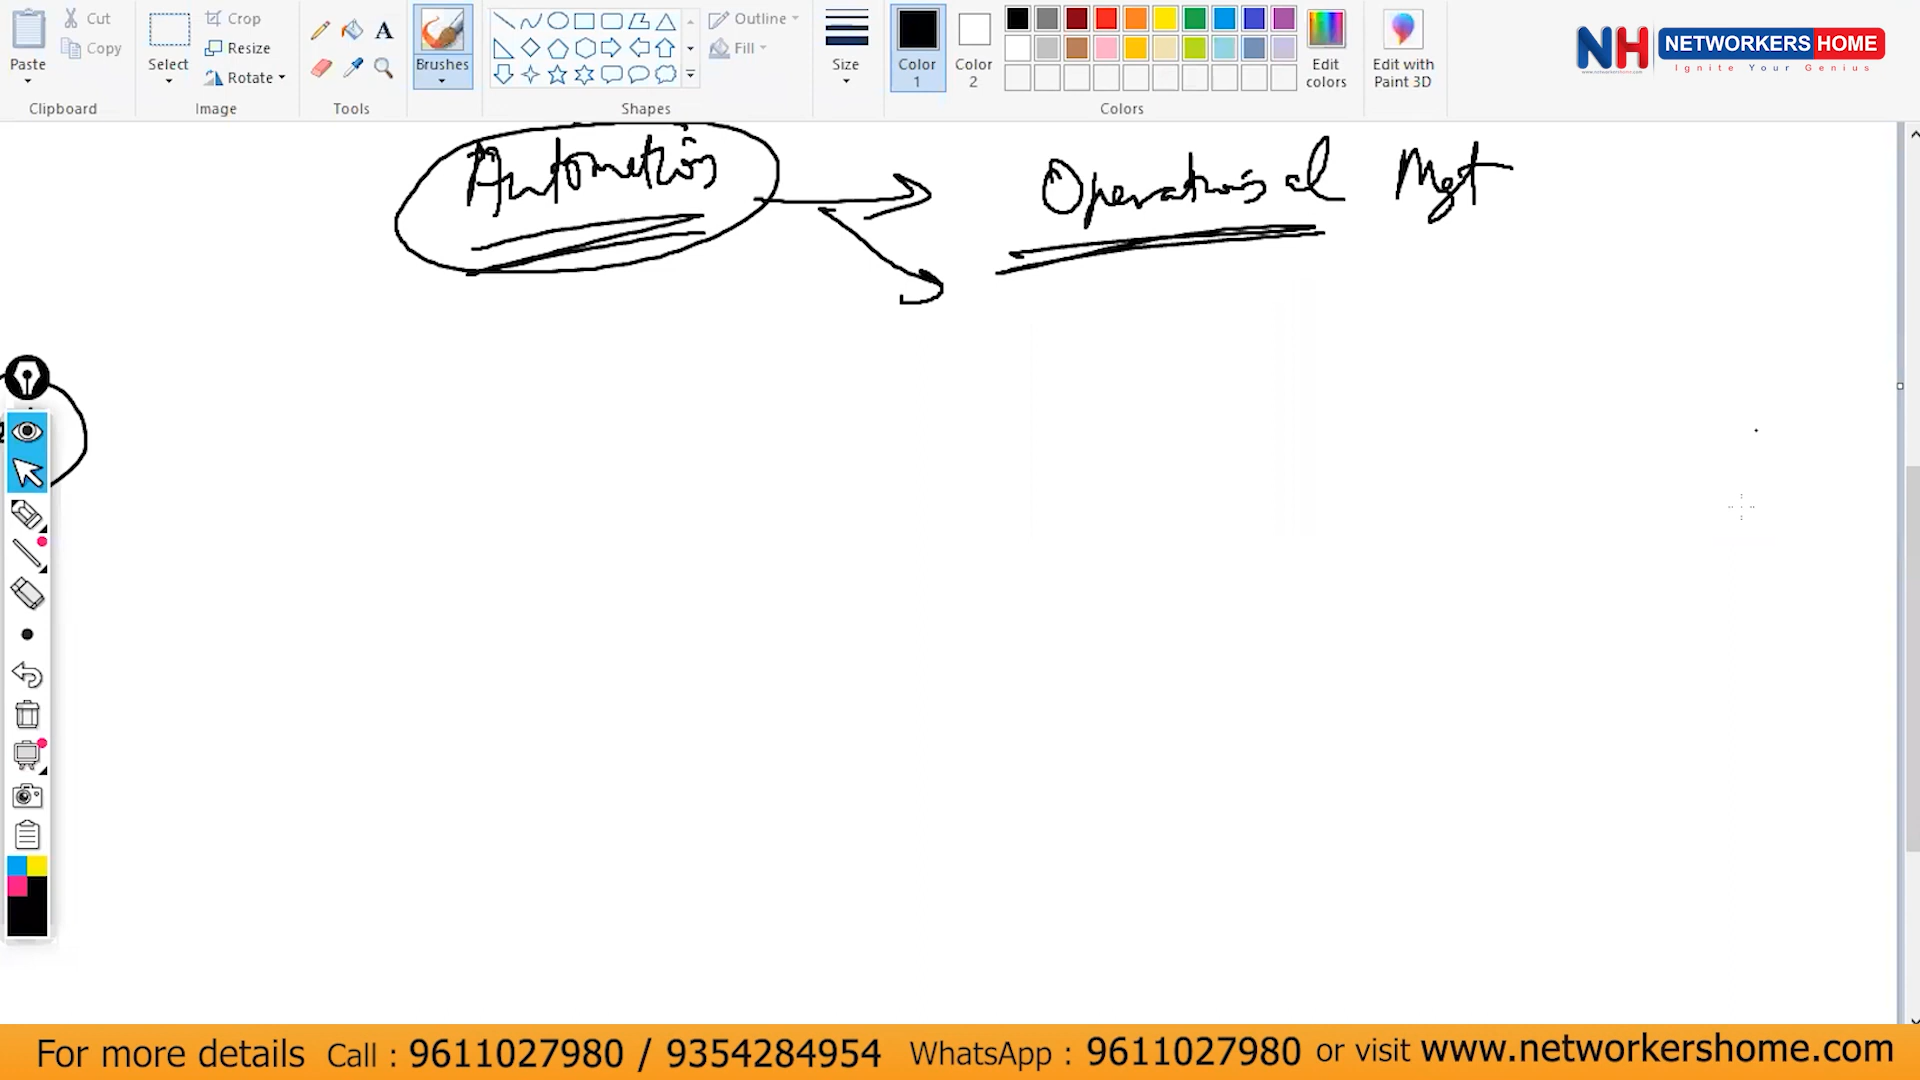 Cut
Copy
Paste
Clipboard
Crop
Resize
Rotate
Select
Image
A
Tools
Brushes
Shapes
Outline
Fill
Size
Color 1
Color 2
Colors
Edit colors
Edit with Paint 3D
NH NETWORKERS HOME
Ignite Your Genius
Automation Operational Mgt
For more details Call : 9611027980 / 9354284954 WhatsApp : 9611027980 or visit www.networkershome.com